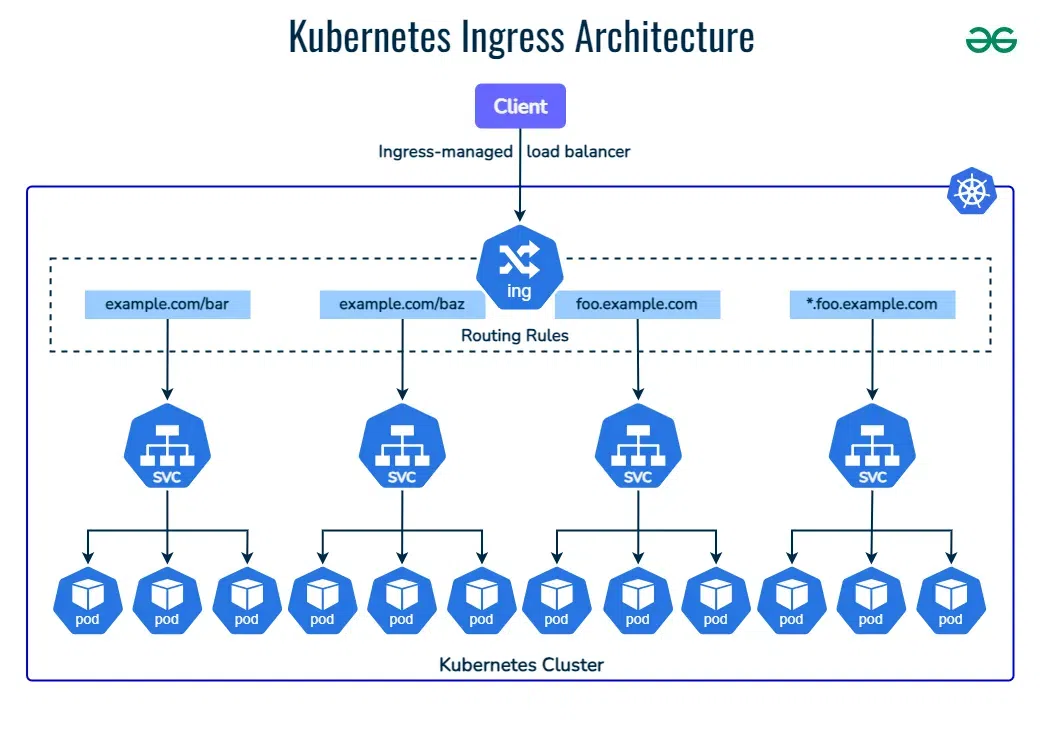 Kubernetes Ingress Architecture
Client
Ingress-managed load balancer
ing
example.com/bar
example.com/baz
foo.example.com
*.foo.example.com
Routing Rules
SVC
SVC
SVC
SVC
pod
pod
pod
pod
pod
pod
pod
pod
pod
pod
pod
pod
Kubernetes Cluster